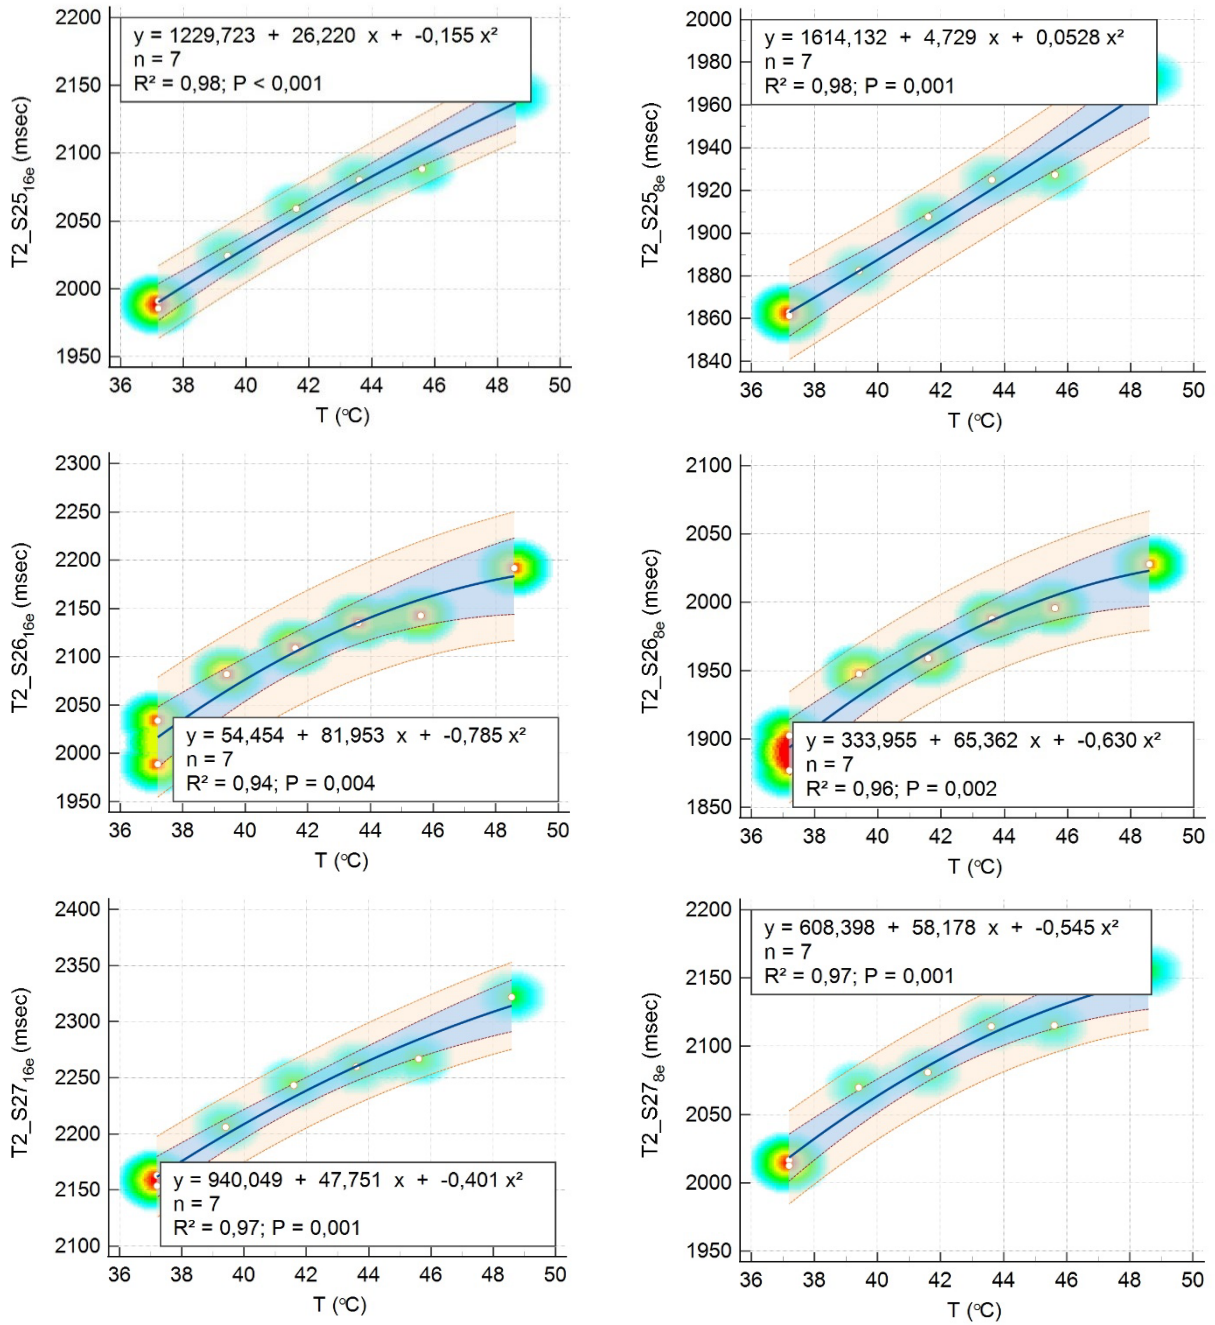 2200
2150
2100
2050
2000
1950
T2_S25₁₆ₑ (msec)
y = 1229,723 + 26,220 x + -0,155 x²
n = 7
R² = 0,98; P < 0,001
36 38 40 42 44 46 48 50
T (°C)
2000
1980
1960
1940
1920
1900
1880
1860
1840
T2_S25₈ₑ (msec)
y = 1614,132 + 4,729 x + 0,0528 x²
n = 7
R² = 0,98; P = 0,001
36 38 40 42 44 46 48 50
T (°C)
2300
2250
2200
2150
2100
2050
2000
1950
T2_S26₁₆ₑ (msec)
y = 54,454 + 81,953 x + -0,785 x²
n = 7
R² = 0,94; P = 0,004
36 38 40 42 44 46 48 50
T (°C)
2100
2050
2000
1950
1900
1850
T2_S26₈ₑ (msec)
y = 333,955 + 65,362 x + -0,630 x²
n = 7
R² = 0,96; P = 0,002
36 38 40 42 44 46 48 50
T (°C)
2400
2350
2300
2250
2200
2150
2100
T2_S27₁₆ₑ (msec)
y = 940,049 + 47,751 x + -0,401 x²
n = 7
R² = 0,97; P = 0,001
36 38 40 42 44 46 48 50
T (°C)
2200
2150
2100
2050
2000
1950
T2_S27₈ₑ (msec)
y = 608,398 + 58,178 x + -0,545 x²
n = 7
R² = 0,97; P = 0,001
36 38 40 42 44 46 48 50
T (°C)